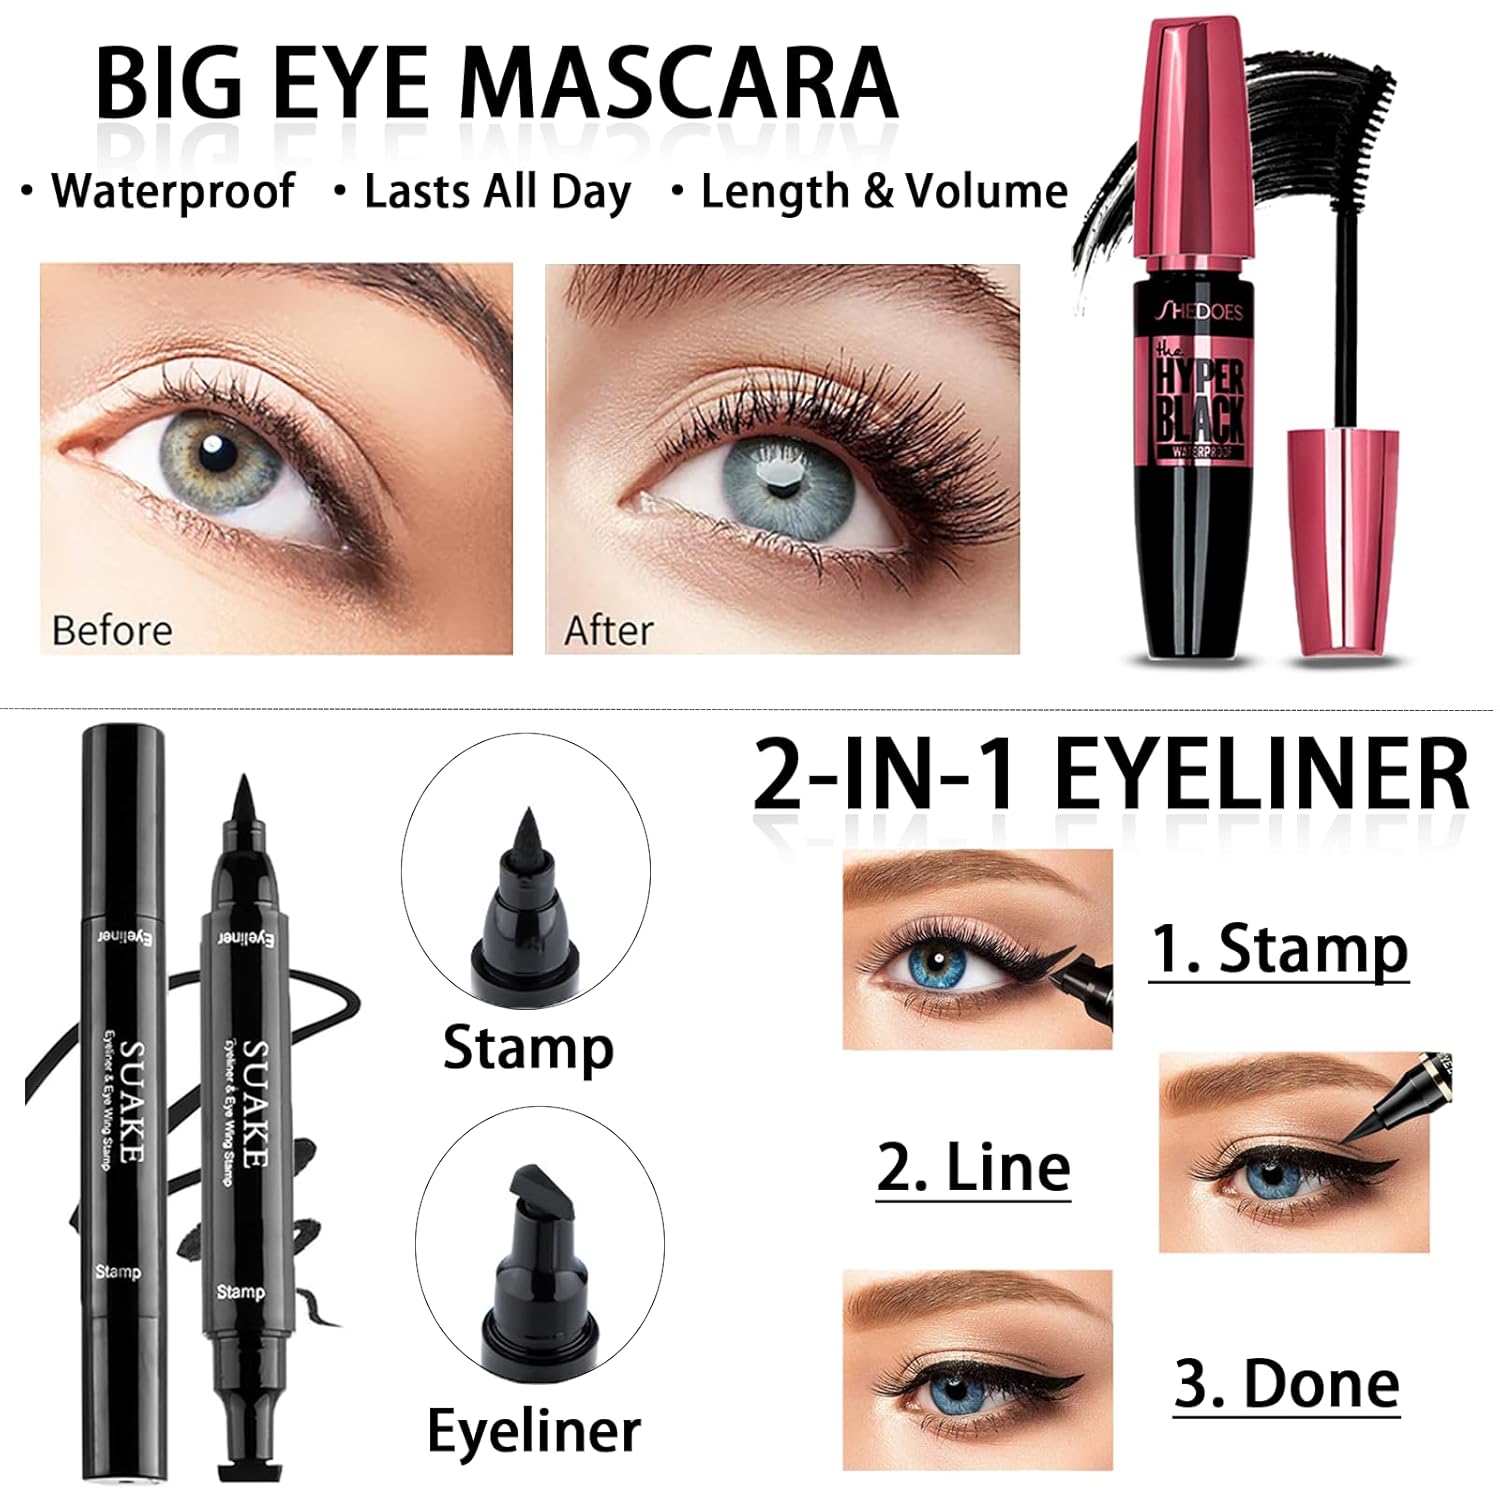 BIG EYE MASCARA
• Waterproof • Lasts All Day • Length & Volume
Before
After
SHEDOES
the
HYPER
BLACK
WATERPROOF
2-IN-1 EYELINER
Eyeliner
SUAKE
Eyeliner & Eye Wing Stamp
Stamp
Eyeliner
SUAKE
Eyeliner & Eye Wing Stamp
Stamp
Stamp
Eyeliner
1. Stamp
2. Line
3. Done